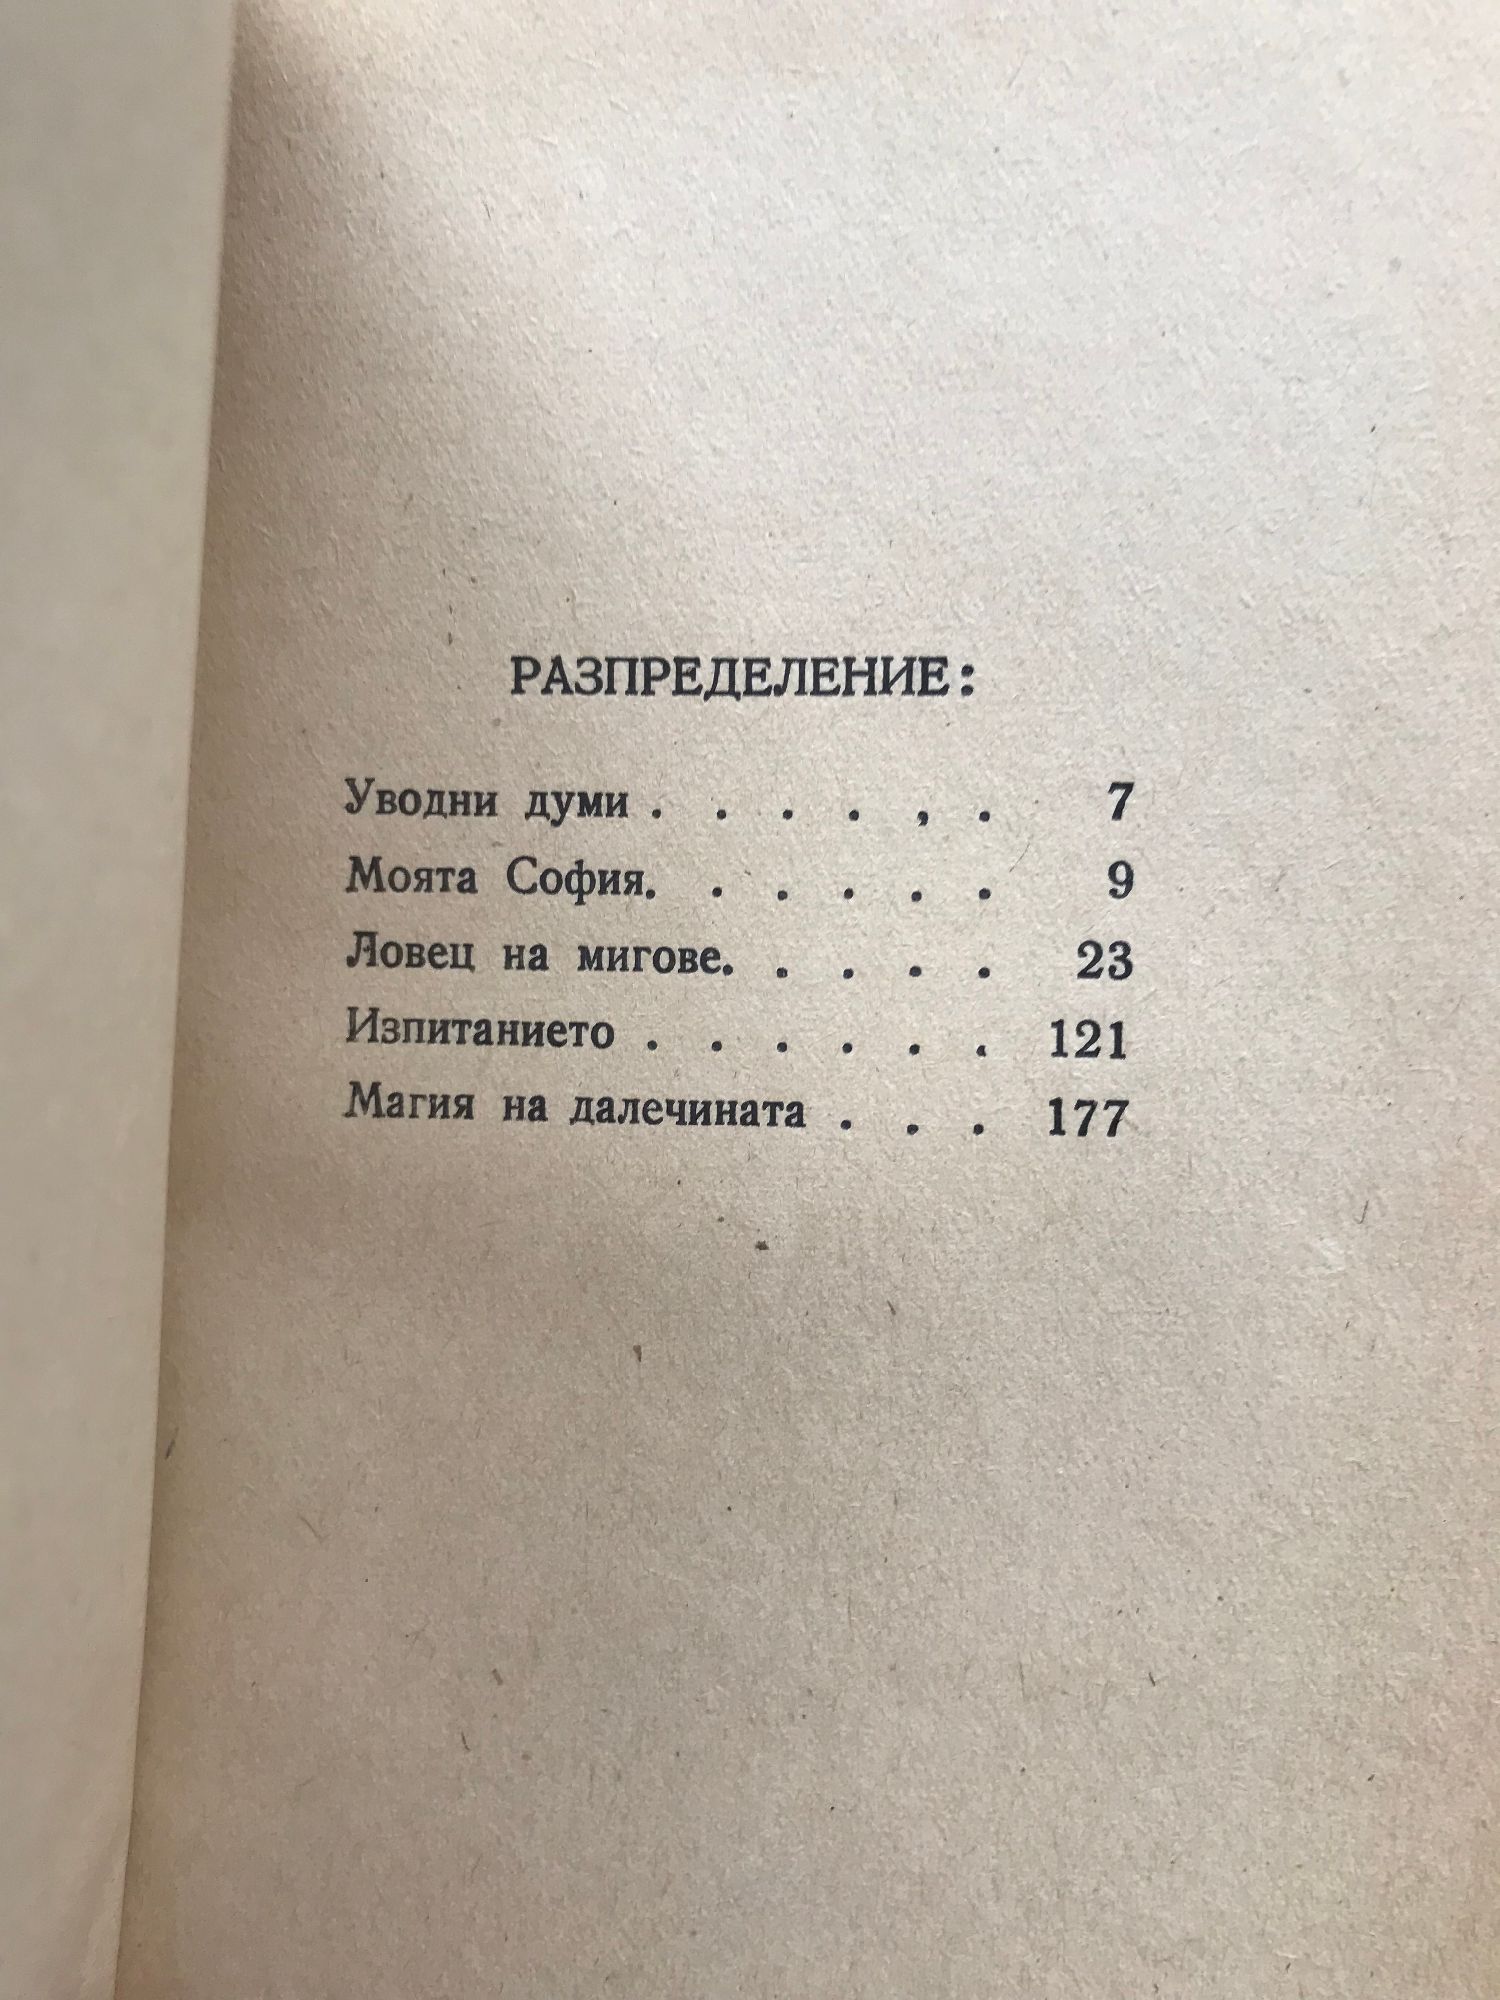 РАЗПРЕДЕЛЕНИЕ:
Уводни думи . . . . , . 7
Моята София. . . . . . 9
Ловец на мигове. . . . . 23
Изпитанието . . . . . . 121
Магия на далечината . . . 177